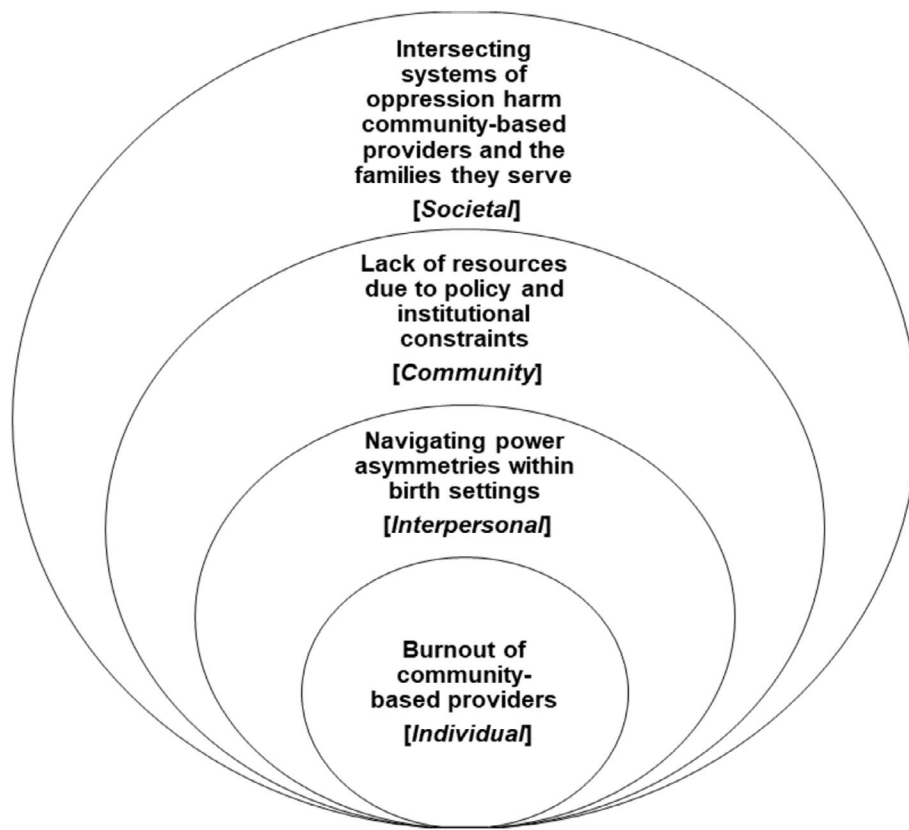 Intersecting
systems of
oppression harm
community-based
providers and the
families they serve
[Societal]
Lack of resources
due to policy and
institutional
constraints
[Community]
Navigating power
asymmetries within
birth settings
[Interpersonal]
Burnout of
community-
based providers
[Individual]